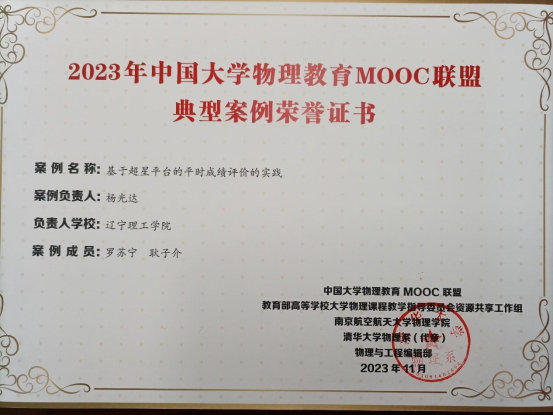 2023年中国大学物理教育MOOC联盟
典型案例荣誉证书
案例名称：基于超星平台的平时成绩评价的实践
案例负责人：杨光达
负责人学校：辽宁理工学院
案例成员：罗苏宁 耿子介
中国大学物理教育 MOOC 联盟
教育部高等学校大学物理课程教学指导委员会资源共享工作组
南京航空航天大学物理学院
清华大学物理系（代章）
物理与工程编辑部
2023年11月
物理系